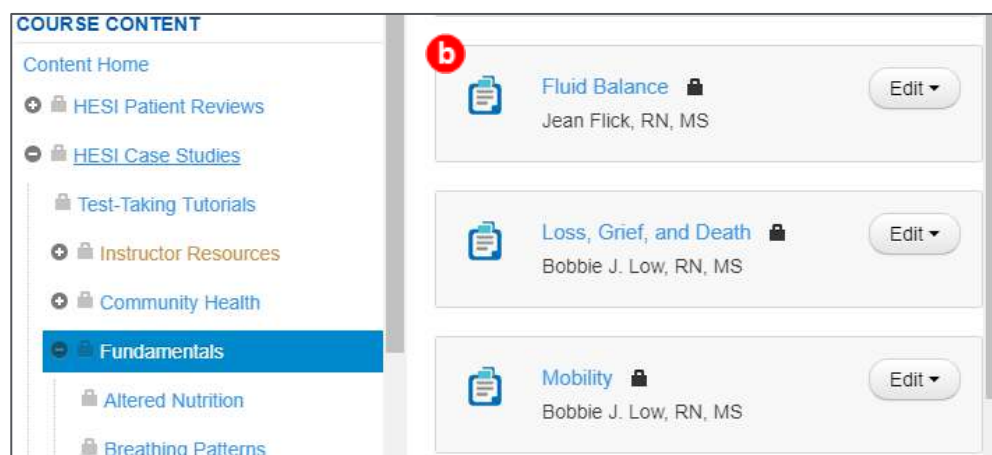 COURSE CONTENT
Content Home
HESI Patient Reviews
HESI Case Studies
Test-Taking Tutorials
Instructor Resources
Community Health
Fundamentals
Altered Nutrition
Breathing Patterns
b
Fluid Balance
Edit
Jean Flick, RN, MS
Loss, Grief, and Death
Edit
Bobbie J. Low, RN, MS
Mobility
Edit
Bobbie J. Low, RN, MS